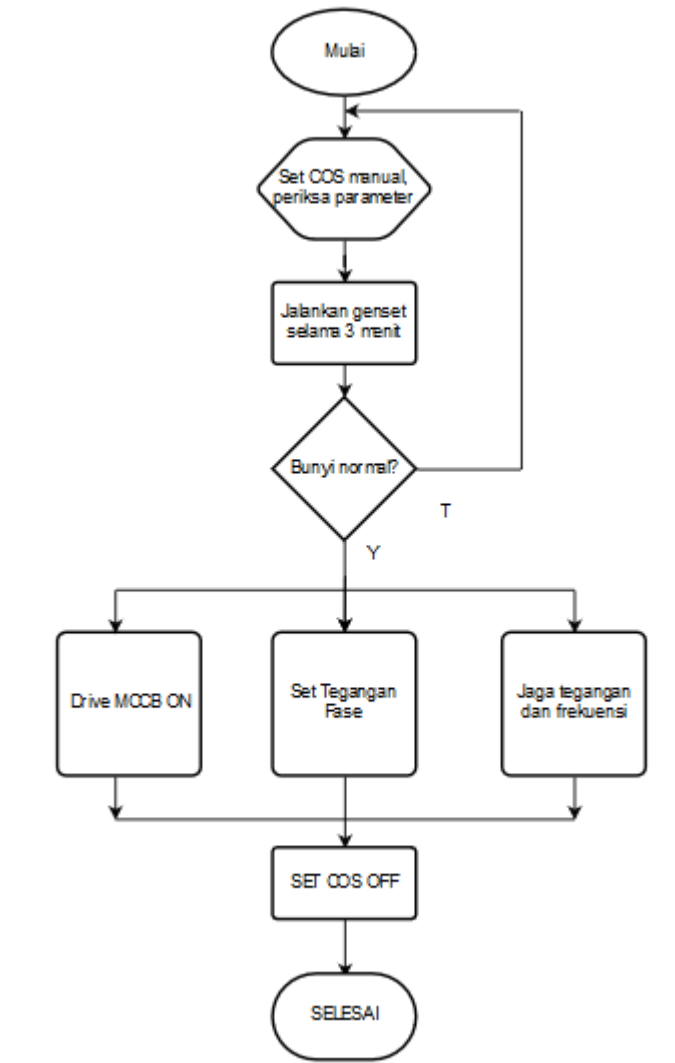 Mulai
Set COS manual,
periksa parameter
Jalankan genset
selama 3 menit
Bunyi normal?
T
Y
Drive MCCB ON
Set Tegangan
Fase
Jaga tegangan
dan frekuensi
SET COS OFF
SELESAI